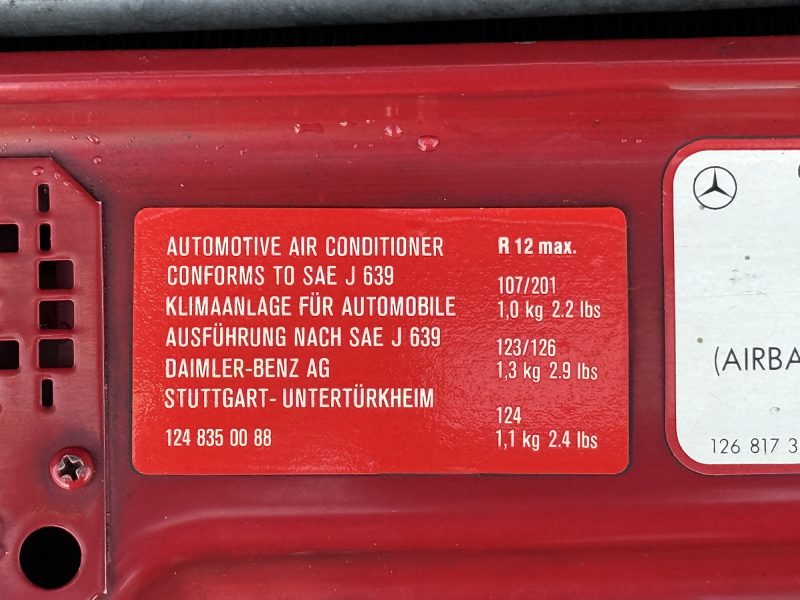 AUTOMOTIVE AIR CONDITIONER
CONFORMS TO SAE J 639
KLIMAANLAGE FÜR AUTOMOBILE
AUSFÜHRUNG NACH SAE J 639
DAIMLER-BENZ AG
STUTTGART- UNTERTÜRKHEIM
124 835 00 88
R 12 max.
107/201
1,0 kg 2.2 lbs
123/126
1,3 kg 2.9 lbs
124
1,1 kg 2.4 lbs
(AIRBA
126 817 3